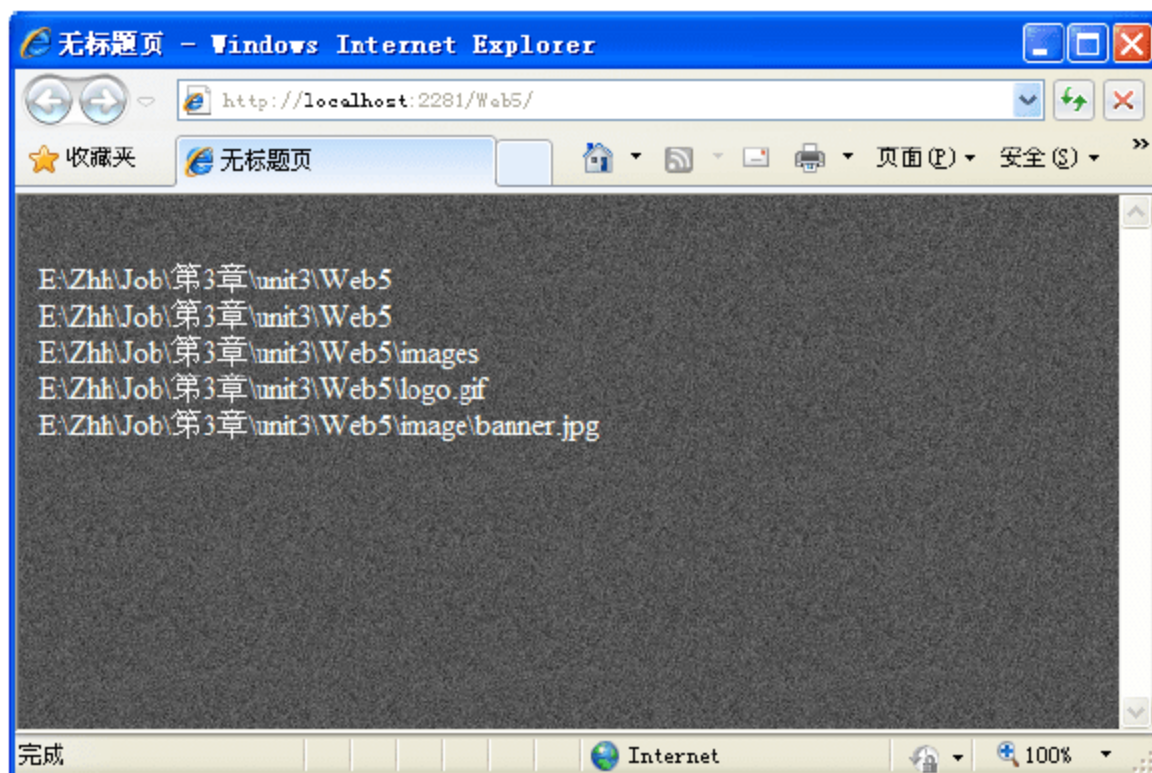 无标题页 - Windows Internet Explorer
http://localhost:2281/Web5/
收藏夹 无标题页 页面(P) 安全(S) »
E:\Zhh\Job\第3章\unit3\Web5
E:\Zhh\Job\第3章\unit3\Web5
E:\Zhh\Job\第3章\unit3\Web5\images
E:\Zhh\Job\第3章\unit3\Web5\logo.gif
E:\Zhh\Job\第3章\unit3\Web5\image\banner.jpg
完成 Internet 100%